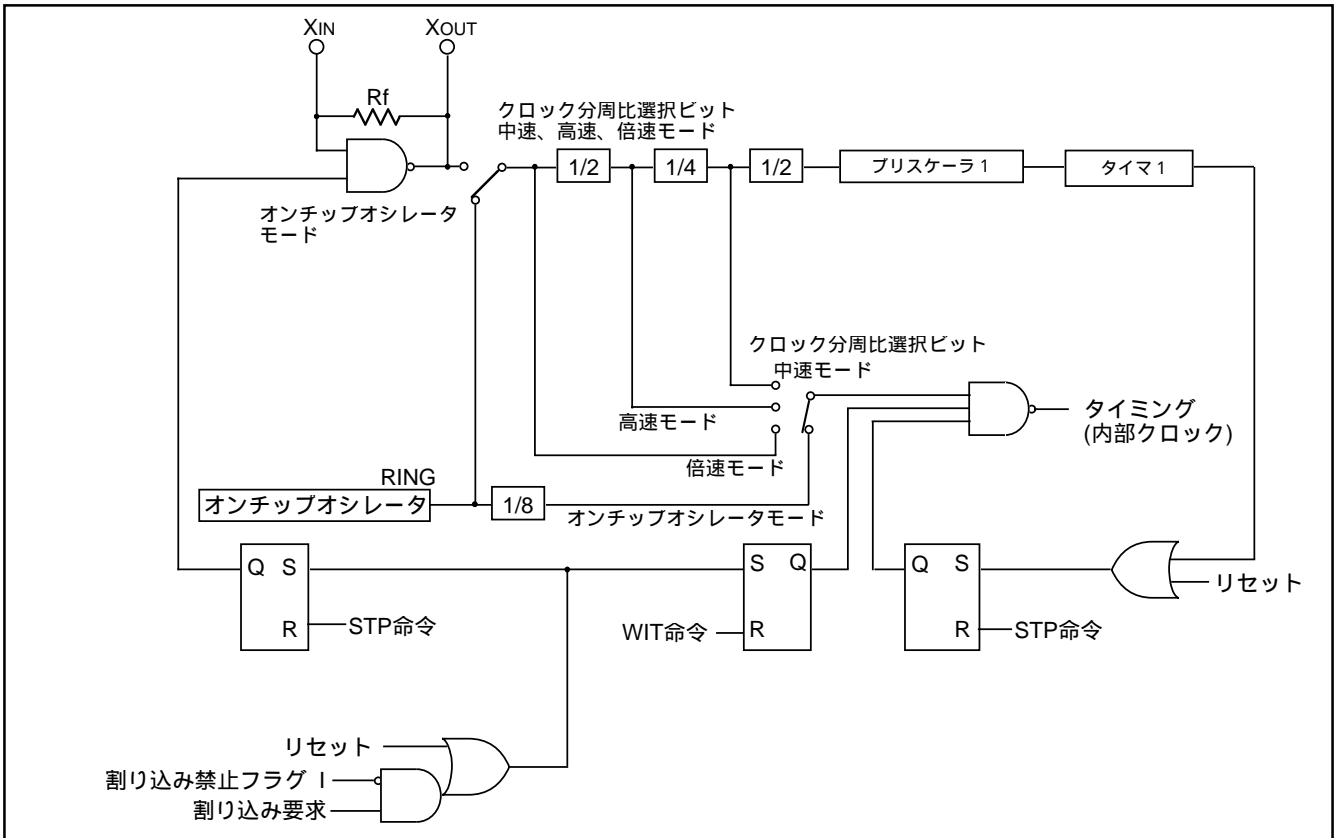 XIN
XOUT
Rf
クロック分周比選択ビット
中速、高速、倍速モード
1/2
1/4
1/2
プリスケーラ1
タイマ1
オンチップオシレータ
モード
クロック分周比選択ビット
中速モード
高速モード
倍速モード
タイミング
(内部クロック)
RING
オンチップオシレータ
1/8
オンチップオシレータモード
Q S
R
STP命令
S Q
WIT命令
R
Q S
R
STP命令
リセット
リセット
割り込み禁止フラグ I
割り込み要求